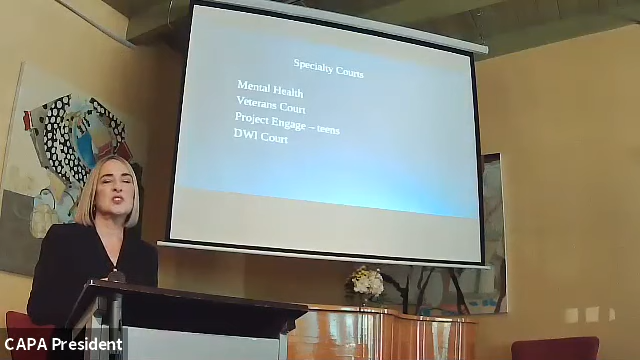 Specialty Courts
Mental Health
Veterans Court
Project Engage – teens
DWI Court
CAPA President